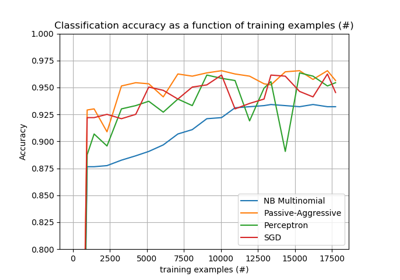 Classification accuracy as a function of training examples (#)
1.000
0.975
0.950
0.925
0.900
0.875
0.850
0.825
0.800
Accuracy
NB Multinomial
Passive-Aggressive
Perceptron
SGD
0 2500 5000 7500 10000 12500 15000 17500
training examples (#)